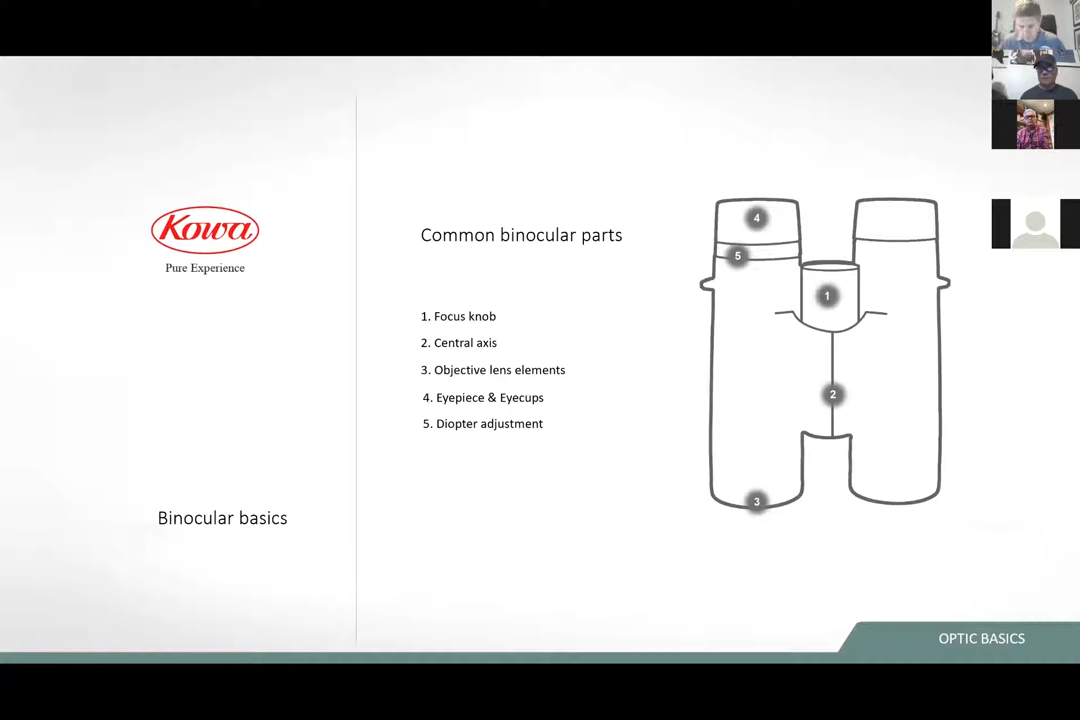 Kowa
Pure Experience
Binocular basics
Common binocular parts
1. Focus knob
2. Central axis
3. Objective lens elements
4. Eyepiece & Eyecups
5. Diopter adjustment
4
5
1
2
3
OPTIC BASICS